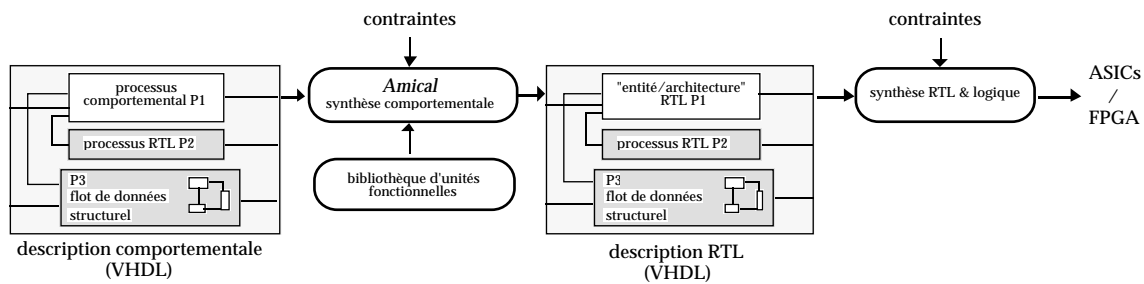 contraintes
contraintes
processus
comportemental P1
processus RTL P2
P3
flot de données
structurel
description comportementale
(VHDL)
Amical
synthèse comportementale
bibliothèque d'unités
fonctionnelles
"entité/architecture"
RTL P1
processus RTL P2
P3
flot de données
structurel
description RTL
(VHDL)
synthèse RTL & logique
ASICs
/
FPGA